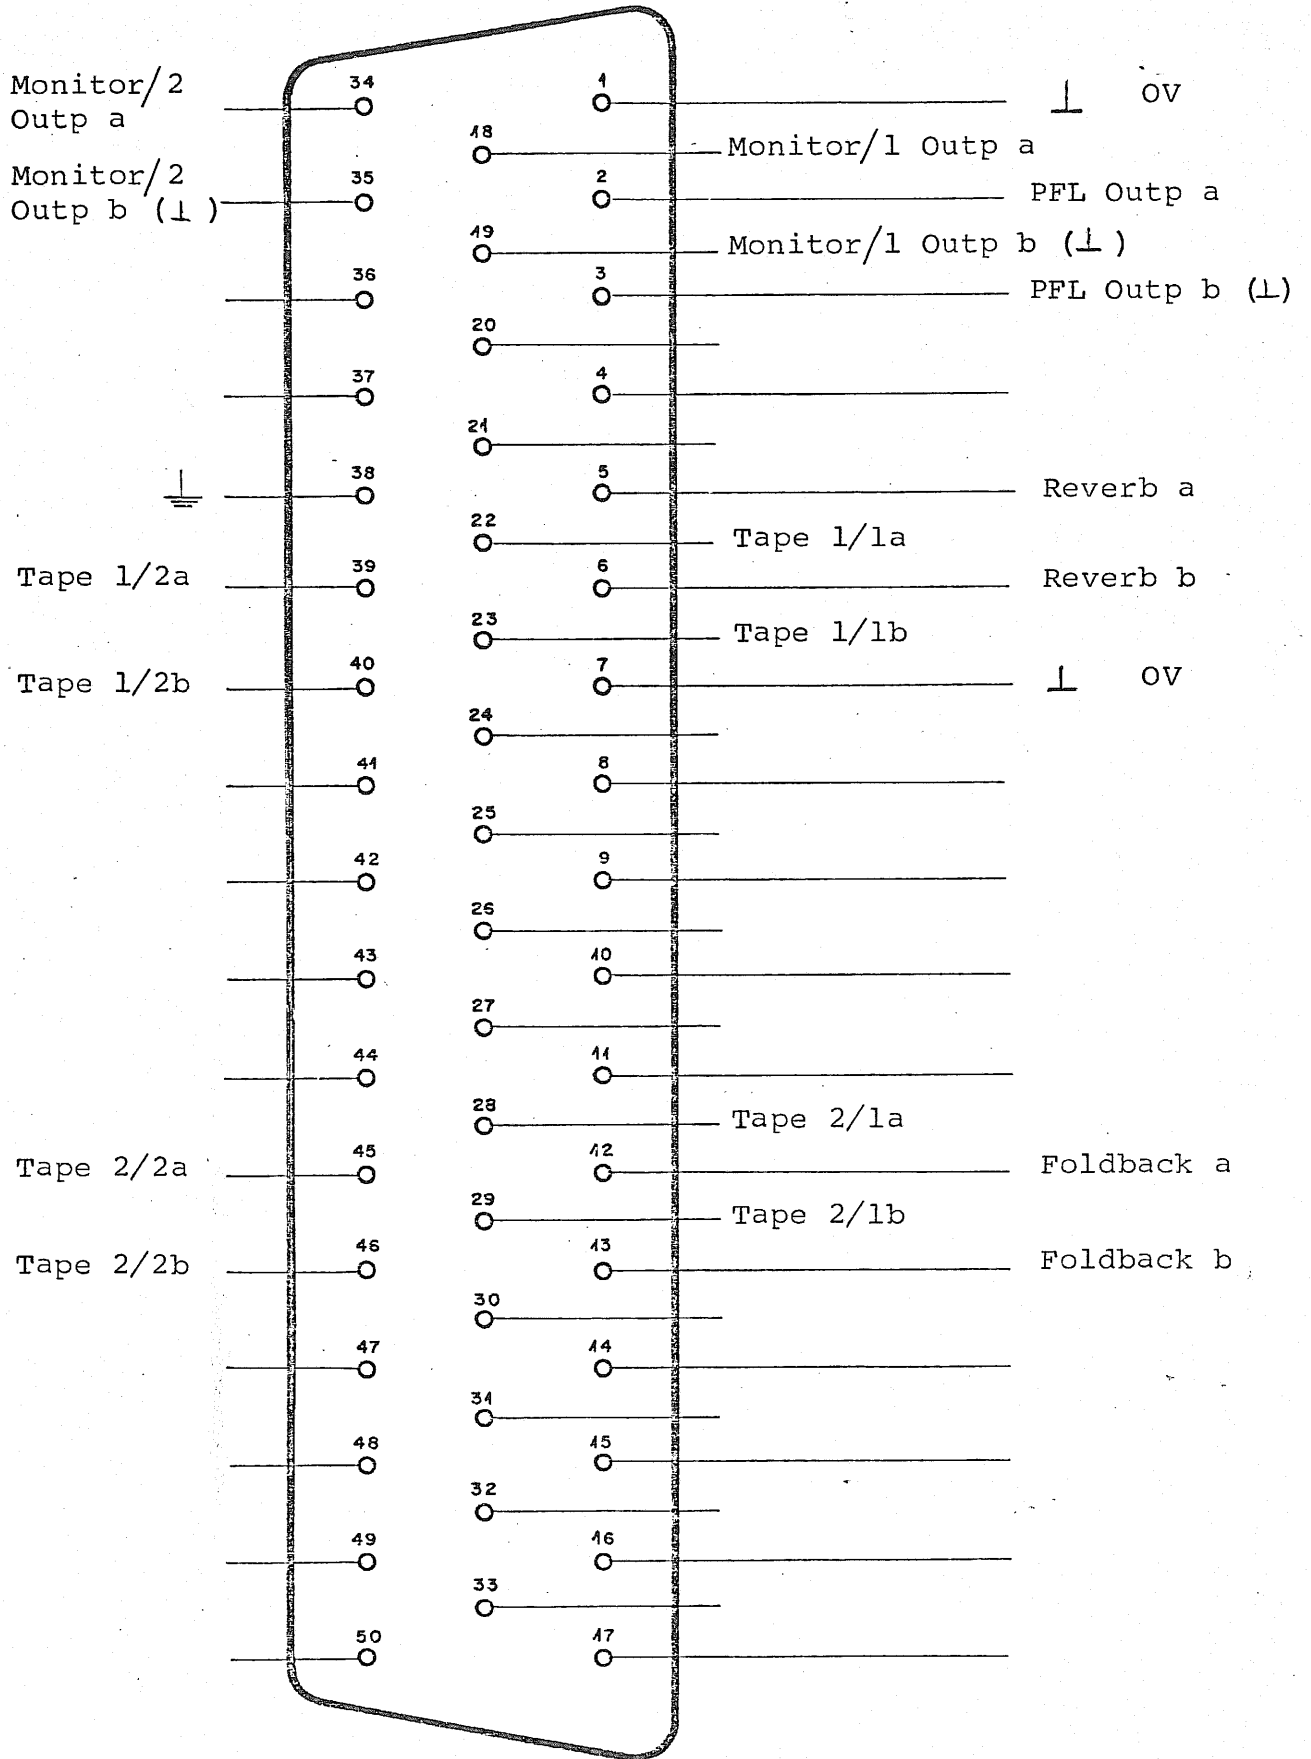 Monitor/2 34 1 ⊥ OV
Outp a
18 Monitor/1 Outp a
Monitor/2 35 2 PFL Outp a
Outp b (⊥)
19 Monitor/1 Outp b (⊥)
36 3 PFL Outp b (⊥)
20
37 4
21
38 5 Reverb a
22 Tape 1/1a
Tape 1/2a 39 6 Reverb b
23 Tape 1/1b
Tape 1/2b 40 7 ⊥ OV
24
41 8
25
42 9
26
43 10
27
44 11
28 Tape 2/1a
Tape 2/2a 45 12 Foldback a
29 Tape 2/1b
Tape 2/2b 46 13 Foldback b
30
47 14
31
48 15
32
49 16
33
50 17